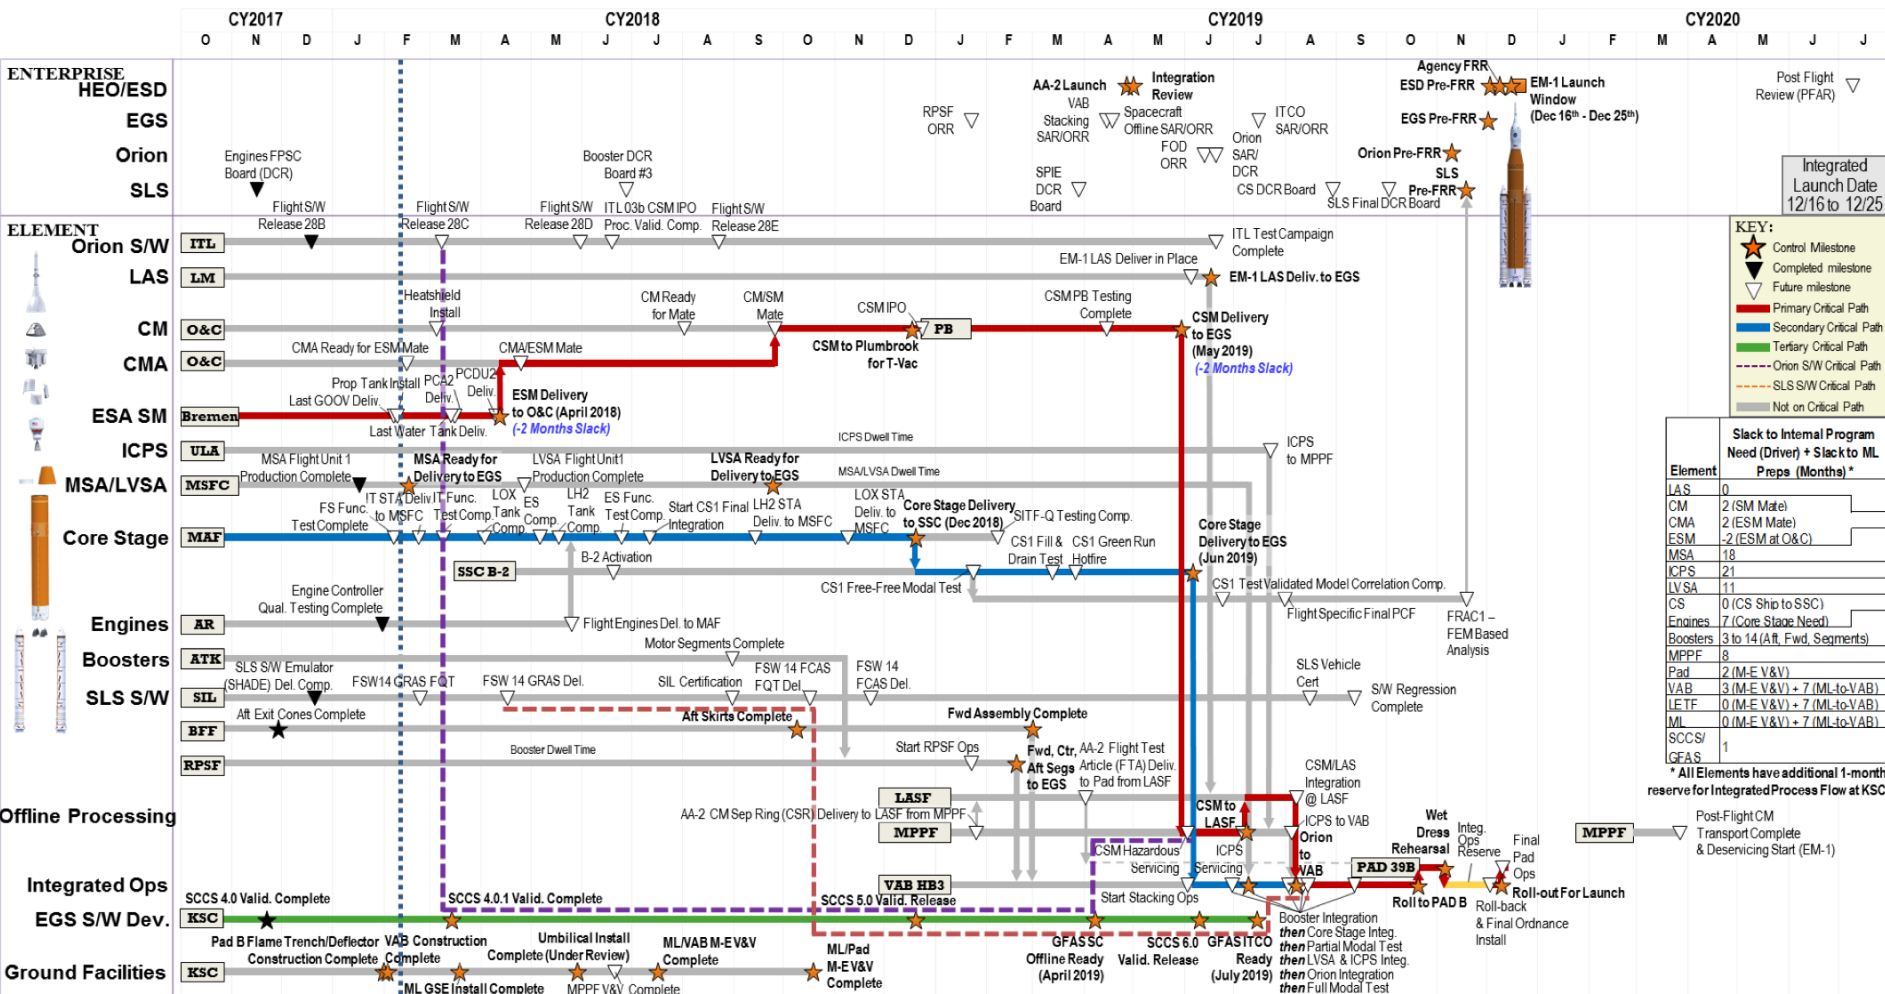 CY2017 CY2018 CY2019 CY2020
O N D J F M A M J J A S O N D J F M A M J J A S O N D J F M A M J J
ENTERPRISE
HEO/ESD
EGS
Orion
SLS
AA-2 Launch
Integration
Review
Agency FRR
ESD Pre-FRR
EM-1 Launch
Window
(Dec 16th - Dec 25th)
Post Flight
Review (PFAR)
RPSF
ORR
VAB
Stacking
SAR/ORR
Spacecraft
Offline SAR/ORR
ITCO
SAR/ORR
EGS Pre-FRR
FOD
ORR
Orion
SAR/
DCR
Orion Pre-FRR
Engines FPSC
Board (DCR)
Booster DCR
Board #3
SPIE
DCR
Board
CS DCR Board
SLS Final DCR Board
SLS
Pre-FRR
Integrated
Launch Date
12/16 to 12/25
ELEMENT
Orion S/W
ITL
Flight S/W
Release 28B
Flight S/W
Release 28C
Flight S/W
Release 28D
ITL 03b CSM IPO
Proc. Valid. Comp.
Flight S/W
Release 28E
ITL Test Campaign
Complete
LAS
LM
EM-1 LAS Deliver in Place
EM-1 LAS Deliv. to EGS
CM
O&C
Heatshield
Install
CM Ready
for Mate
CM/SM
Mate
CSM IPO
PB
CSM to Plumbrook
for T-Vac
CSM PB Testing
Complete
CSM Delivery
to EGS
(May 2019)
(-2 Months Slack)
CMA
O&C
CMA Ready for ESM Mate
CMA/ESM Mate
ESA SM
Bremen
Last GOOV Deliv.
Prop Tank Install
Last Water Tank Deliv.
PCA2
Deliv.
PCDU2
Deliv.
ESM Delivery
to O&C (April 2018)
(-2 Months Slack)
ICPS
ULA
ICPS Dwell Time
ICPS
to MPPF
MSA/LVSA
MSFC
MSA Flight Unit 1
Production Complete
MSA Ready for
Delivery to EGS
LVSA Flight Unit1
Production Complete
LVSA Ready for
Delivery to EGS
MSA/LVSA Dwell Time
Core Stage
MAF
FS Func.
Test Complete
IT STA Deliv.
to MSFC
IT Func.
Test Comp.
LOX
Tank
Comp.
ES
Comp.
LH2
Tank
Comp.
ES Func.
Test Comp.
Start CS1 Final
Integration
LH2 STA
Deliv. to MSFC
LOX STA
Deliv. to
MSFC
Core Stage Delivery
to SSC (Dec 2018)
SITF-Q Testing Comp.
Core Stage
Delivery to EGS
(Jun 2019)
SSC B-2
B-2 Activation
CS1 Free-Free Modal Test
CS1 Fill &
Drain Test
CS1 Green Run
Hotfire
CS1 Test Validated Model Correlation Comp.
Flight Specific Final PCF
FRAC1 –
FEM Based
Analysis
Engines
AR
Engine Controller
Qual. Testing Complete
Flight Engines Del. to MAF
Boosters
ATK
Motor Segments Complete
SLS S/W
SIL
SLS S/W Emulator
(SHADE) Del. Comp.
FSW14 GRAS FQT
FSW 14 GRAS Del.
SIL Certification
FSW 14 FCAS
FQT Del
FSW 14
FCAS Del.
SLS Vehicle
Cert
S/W Regression
Complete
BFF
Aft Exit Cones Complete
Aft Skirts Complete
Fwd Assembly Complete
RPSF
Booster Dwell Time
Start RPSF Ops
Fwd, Ctr,
Aft Segs
to EGS
AA-2 Flight Test
Article (FTA) Deliv.
to Pad from LASF
Offline Processing
LASF
MPPF
AA-2 CM Sep Ring (CSR) Delivery to LASF from MPPF
CSM to
LASF
CSM/LAS
Integration
@ LASF
ICPS to VAB
CSM Hazardous
Servicing
ICPS
Servicing
Orion
to
VAB
Wet
Dress
Rehearsal
Integ.
Ops
Reserve
Final
Pad
Ops
MPPF
Post-Flight CM
Transport Complete
& Deservicing Start (EM-1)
Integrated Ops
VAB HB3
Start Stacking Ops
PAD 39B
Roll to PAD B
Roll-out For Launch
Roll-back
& Final Ordnance
Install
Booster Integration
then Core Stage Integ.
then Partial Modal Test
then LVSA & ICPS Integ.
then Orion Integration
then Full Modal Test
EGS S/W Dev.
KSC
SCCS 4.0 Valid. Complete
SCCS 4.0.1 Valid. Complete
SCCS 5.0 Valid. Release
GFAS SC
Offline Ready
(April 2019)
SCCS 6.0
Valid. Release
GFAS ITCO
Ready
(July 2019)
Ground Facilities
KSC
Pad B Flame Trench/Deflector
Construction Complete
VAB Construction
Complete
ML GSE Install Complete
Umbilical Install
Complete (Under Review)
MPPF V&V Complete
ML/VAB M-E V&V
Complete
ML/Pad
M-E V&V
Complete
KEY:
Control Milestone
Completed milestone
Future milestone
Primary Critical Path
Secondary Critical Path
Tertiary Critical Path
Orion S/W Critical Path
SLS S/W Critical Path
Not on Critical Path
Element
Slack to Internal Program
Need (Driver) + Slack to ML
Preps (Months) *
LAS 0
CM 2 (SM Mate)
CMA 2 (ESM Mate)
ESM -2 (ESM at O&C)
MSA 18
ICPS 21
LVSA 11
CS 0 (CS Ship to SSC)
Engines 7 (Core Stage Need)
Boosters 3 to 14 (Aft, Fwd, Segments)
MPPF 8
Pad 2 (M-E V&V)
VAB 3 (M-E V&V) + 7 (ML-to-VAB)
LETF 0 (M-E V&V) + 7 (ML-to-VAB)
ML 0 (M-E V&V) + 7 (ML-to-VAB)
SCCS/
GFAS 1
* All Elements have additional 1-month
reserve for Integrated Process Flow at KSC